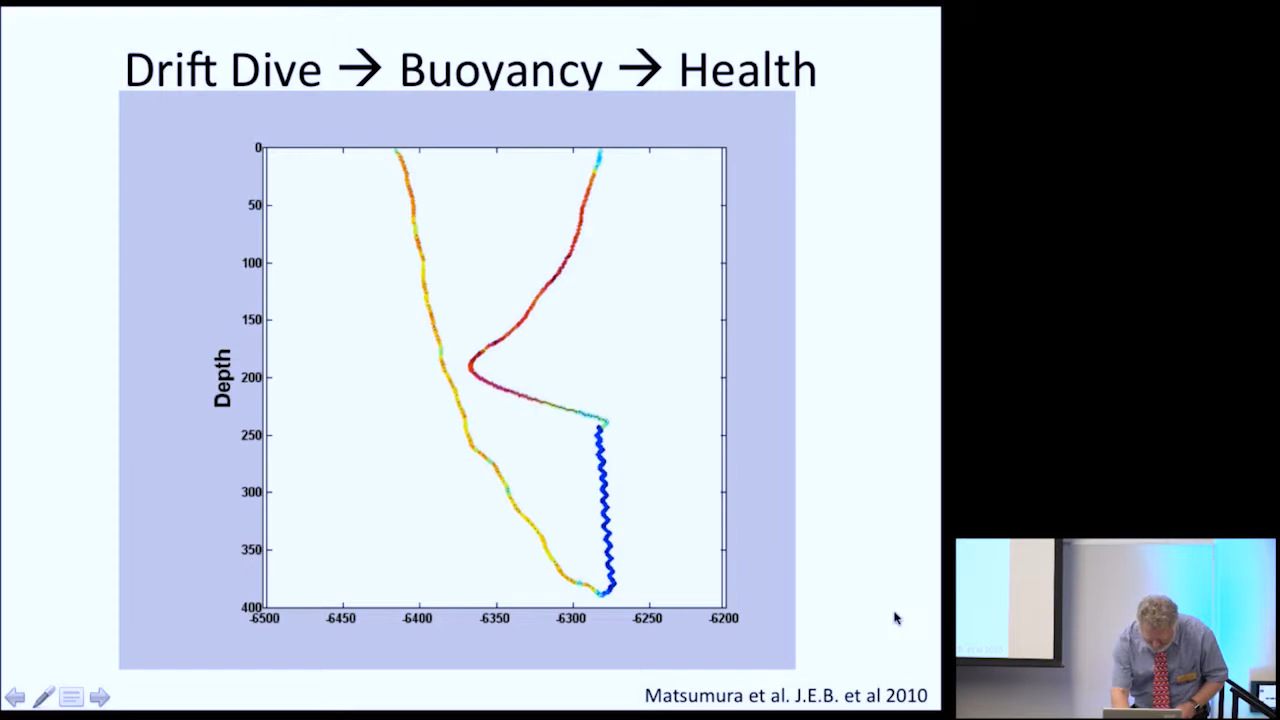 Drift Dive → Buoyancy → Health
0
50
100
150
200
250
300
350
400
Depth
-6500 -6450 -6400 -6350 -6300 -6250 -6200
Matsumura et al. J.E.B. et al 2010